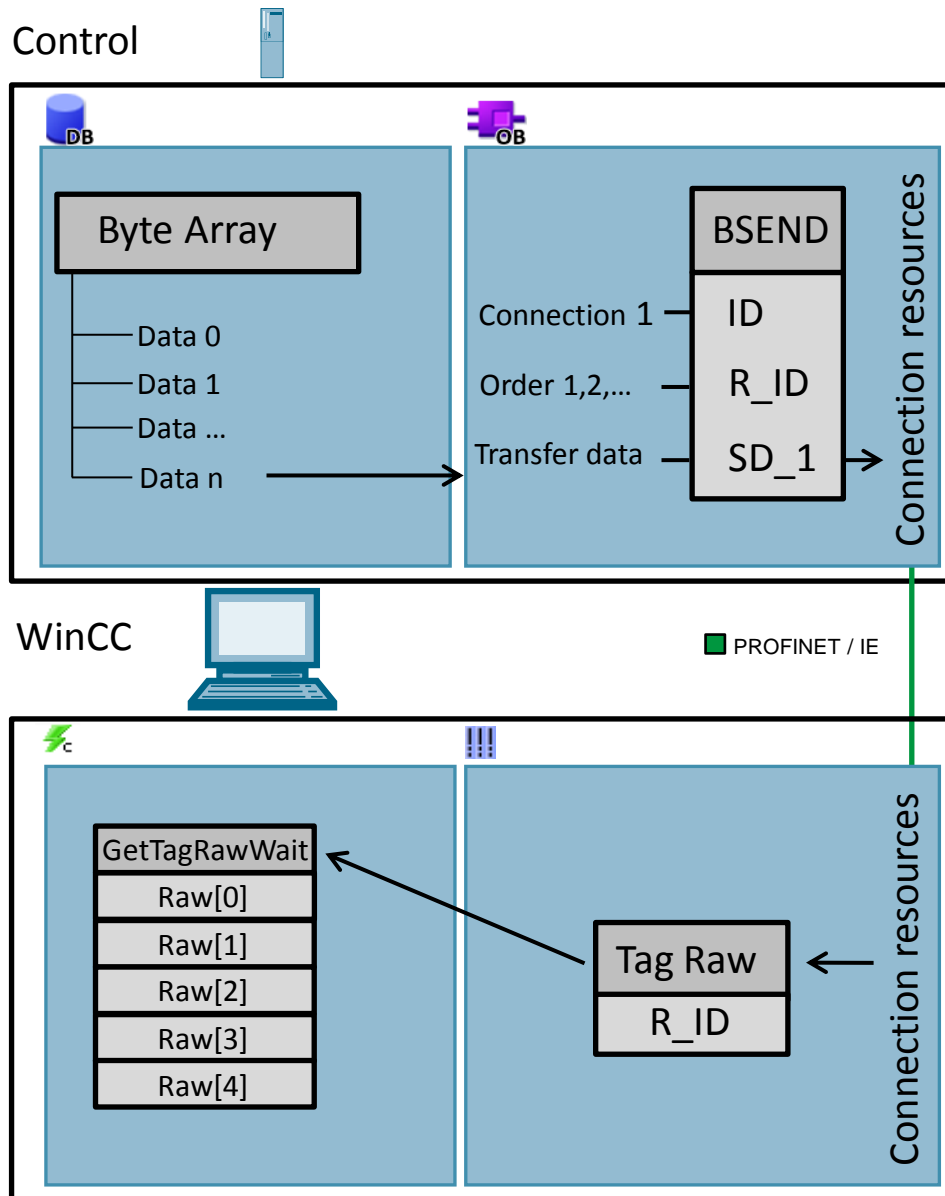 Control
DB
OB
Byte Array
Data 0
Data 1
Data ...
Data n
BSEND
Connection 1
ID
Order 1,2,...
R_ID
Transfer data
SD_1
Connection resources
WinCC
PROFINET / IE
C
GetTagRawWait
Raw[0]
Raw[1]
Raw[2]
Raw[3]
Raw[4]
Tag Raw
R_ID
Connection resources